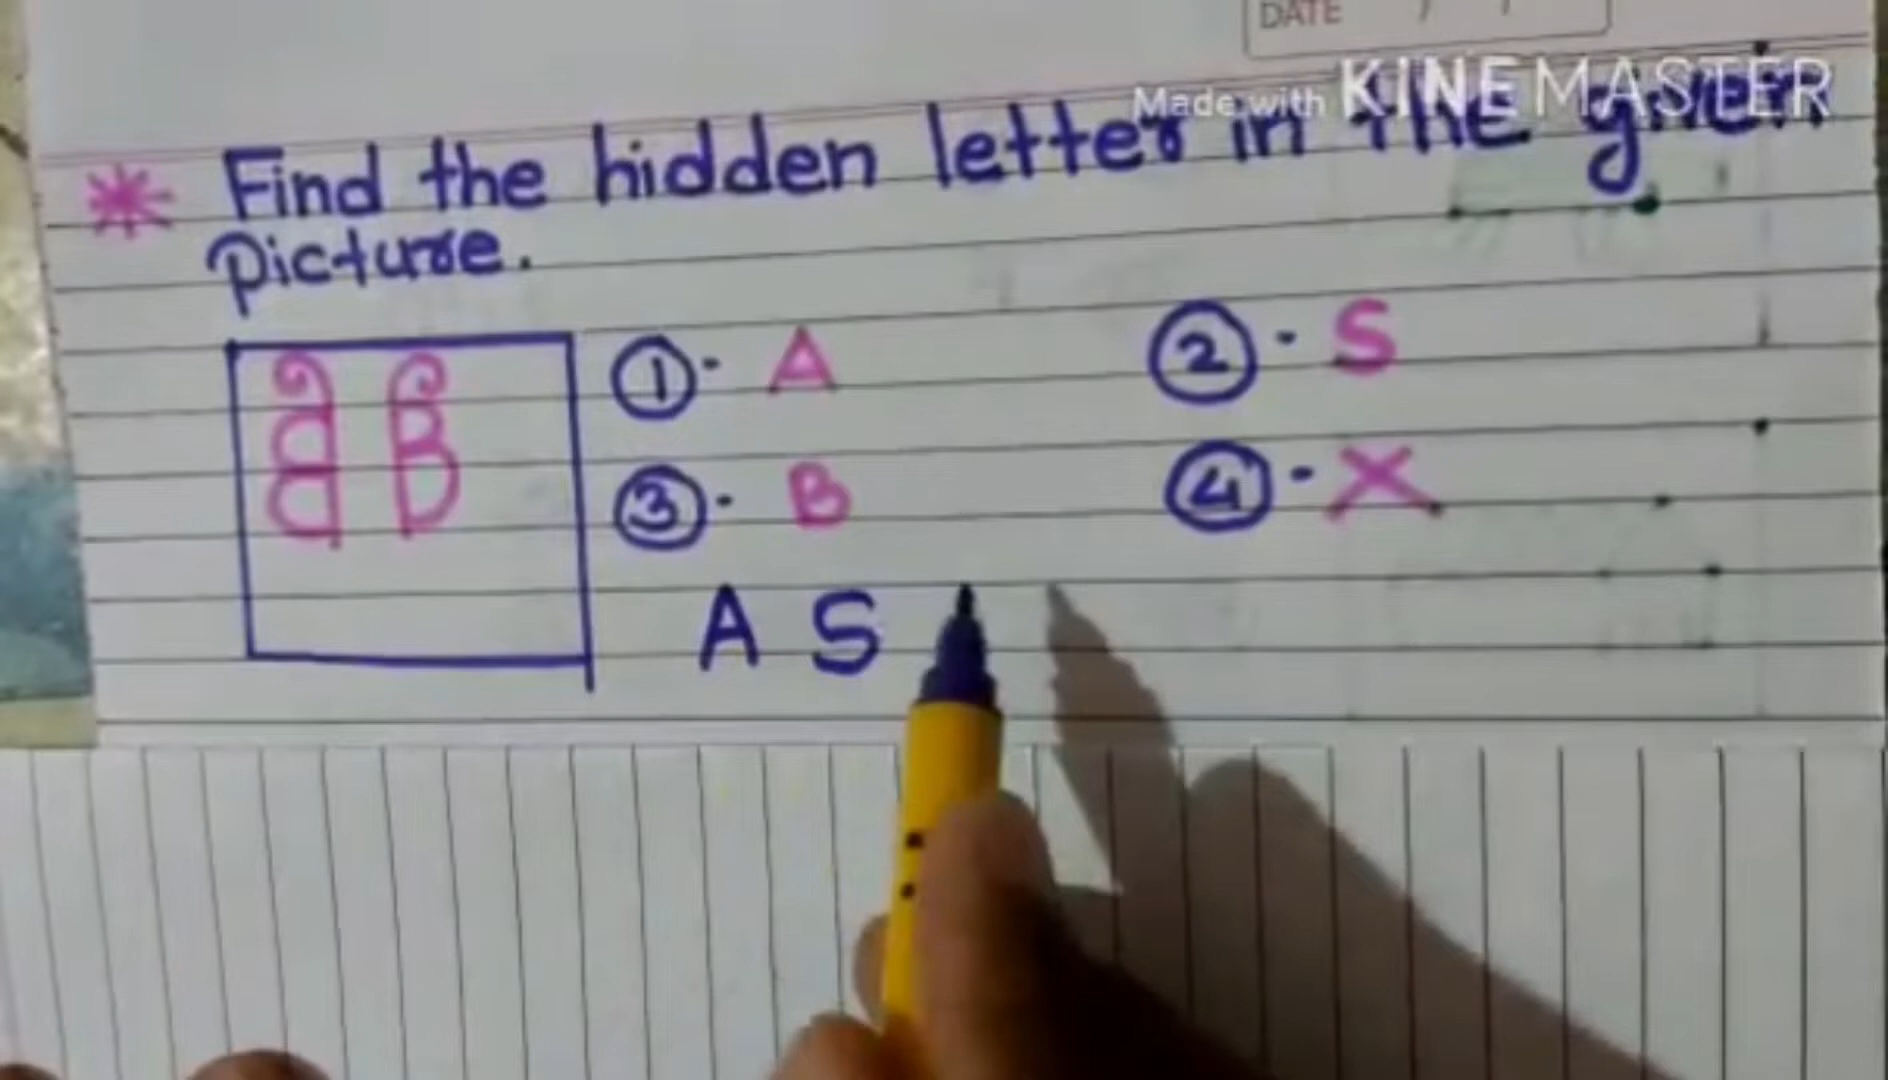 DATE / /
Made with KINEMASTER
* Find the hidden letter in the given
picture.
① - A ② - S
B B
③ - B ④ - X
A S